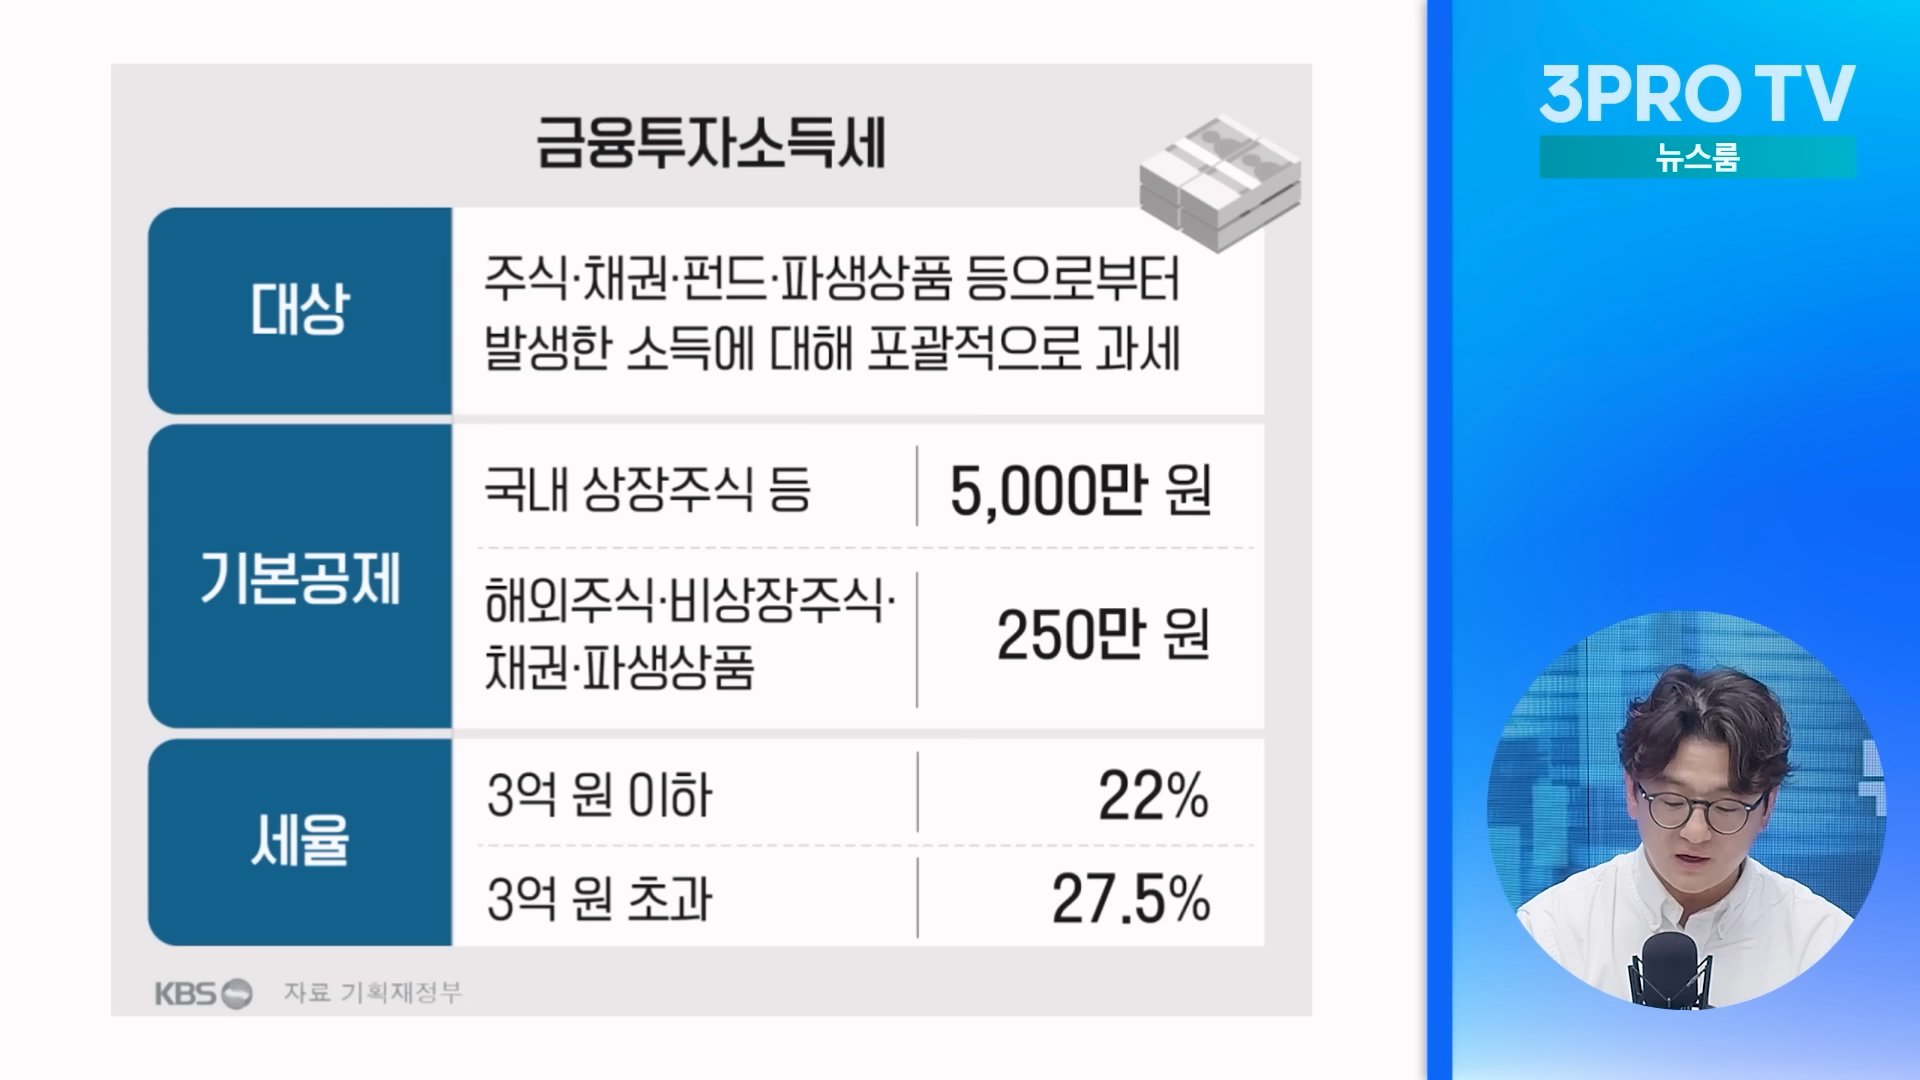 금융투자소득세
대상
주식·채권·펀드·파생상품 등으로부터
발생한 소득에 대해 포괄적으로 과세
기본공제
국내 상장주식 등
5,000만 원
해외주식·비상장주식·
채권·파생상품
250만 원
세율
3억 원 이하
22%
3억 원 초과
27.5%
KBS 자료 기획재정부
3PRO TV
뉴스룸